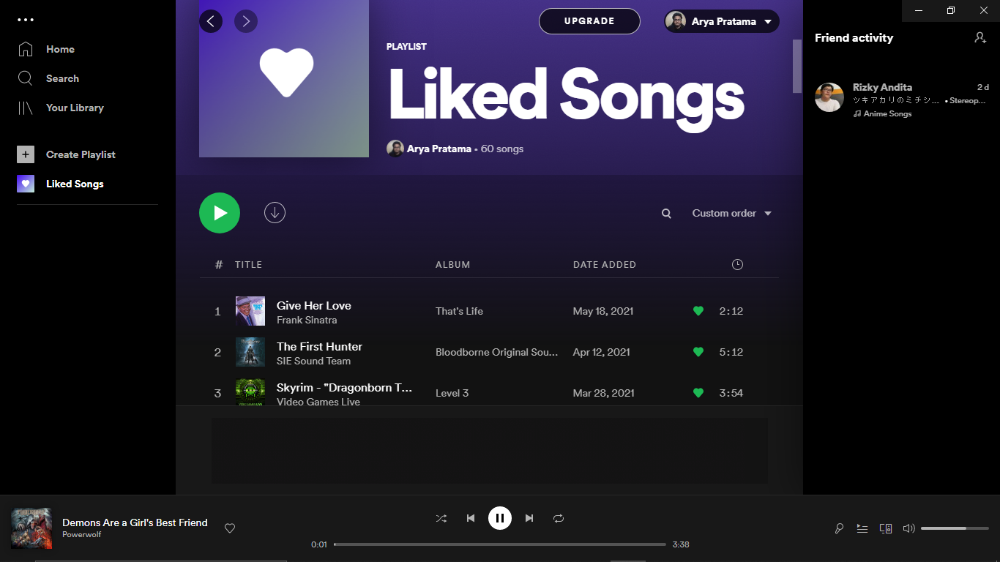 Home
Search
Your Library
Create Playlist
Liked Songs
UPGRADE
Arya Pratama
PLAYLIST
Liked Songs
Arya Pratama • 60 songs
Custom order
# TITLE ALBUM DATE ADDED
1 Give Her Love That's Life May 18, 2021 2:12
Frank Sinatra
2 The First Hunter Bloodborne Original Sou... Apr 12, 2021 5:12
SIE Sound Team
3 Skyrim - "Dragonborn T... Level 3 Mar 28, 2021 3:54
Video Games Live
Friend activity
Rizky Andita 2 d
ツキアカリのミチシ... • Stereop...
Anime Songs
Demons Are a Girl's Best Friend
Powerwolf
0:01 3:38